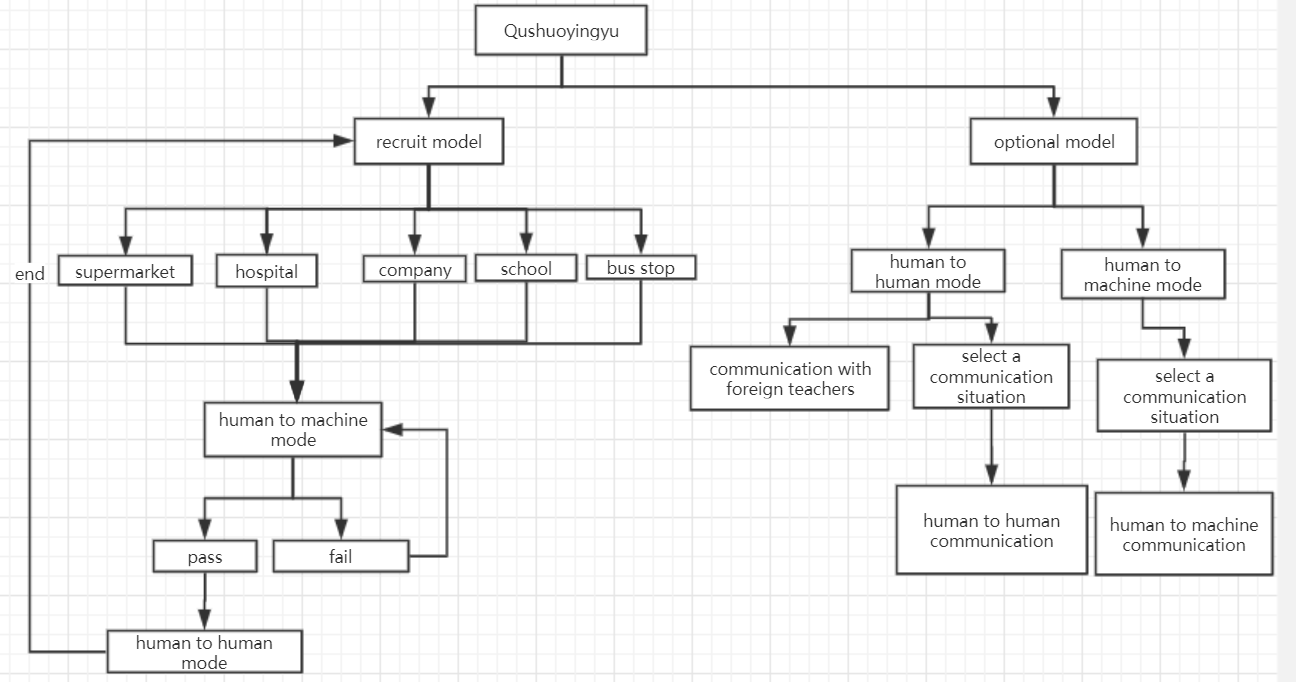 Qushuoyingyu
recruit model
optional model
end
supermarket
hospital
company
school
bus stop
human to
human mode
human to
machine mode
communication with
foreign teachers
select a
communication
situation
select a
communication
situation
human to machine
mode
human to human
communication
human to machine
communication
pass
fail
human to human
mode